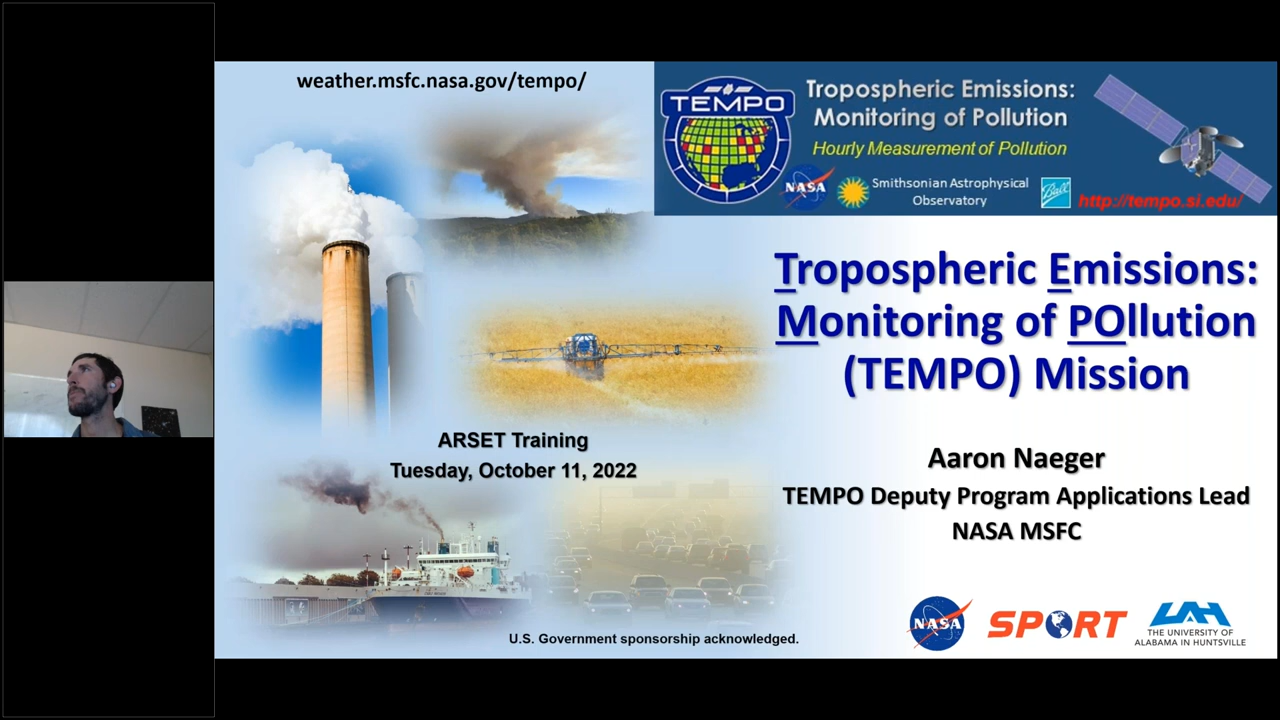 weather.msfc.nasa.gov/tempo/
TEMPO
Tropospheric Emissions:
Monitoring of Pollution
Hourly Measurement of Pollution
NASA
Smithsonian Astrophysical
Observatory
Ball
http://tempo.si.edu/
Tropospheric Emissions:
Monitoring of POllution
(TEMPO) Mission
ARSET Training
Tuesday, October 11, 2022
Aaron Naeger
TEMPO Deputy Program Applications Lead
NASA MSFC
NASA
SPORT
UAH
THE UNIVERSITY OF
ALABAMA IN HUNTSVILLE
U.S. Government sponsorship acknowledged.